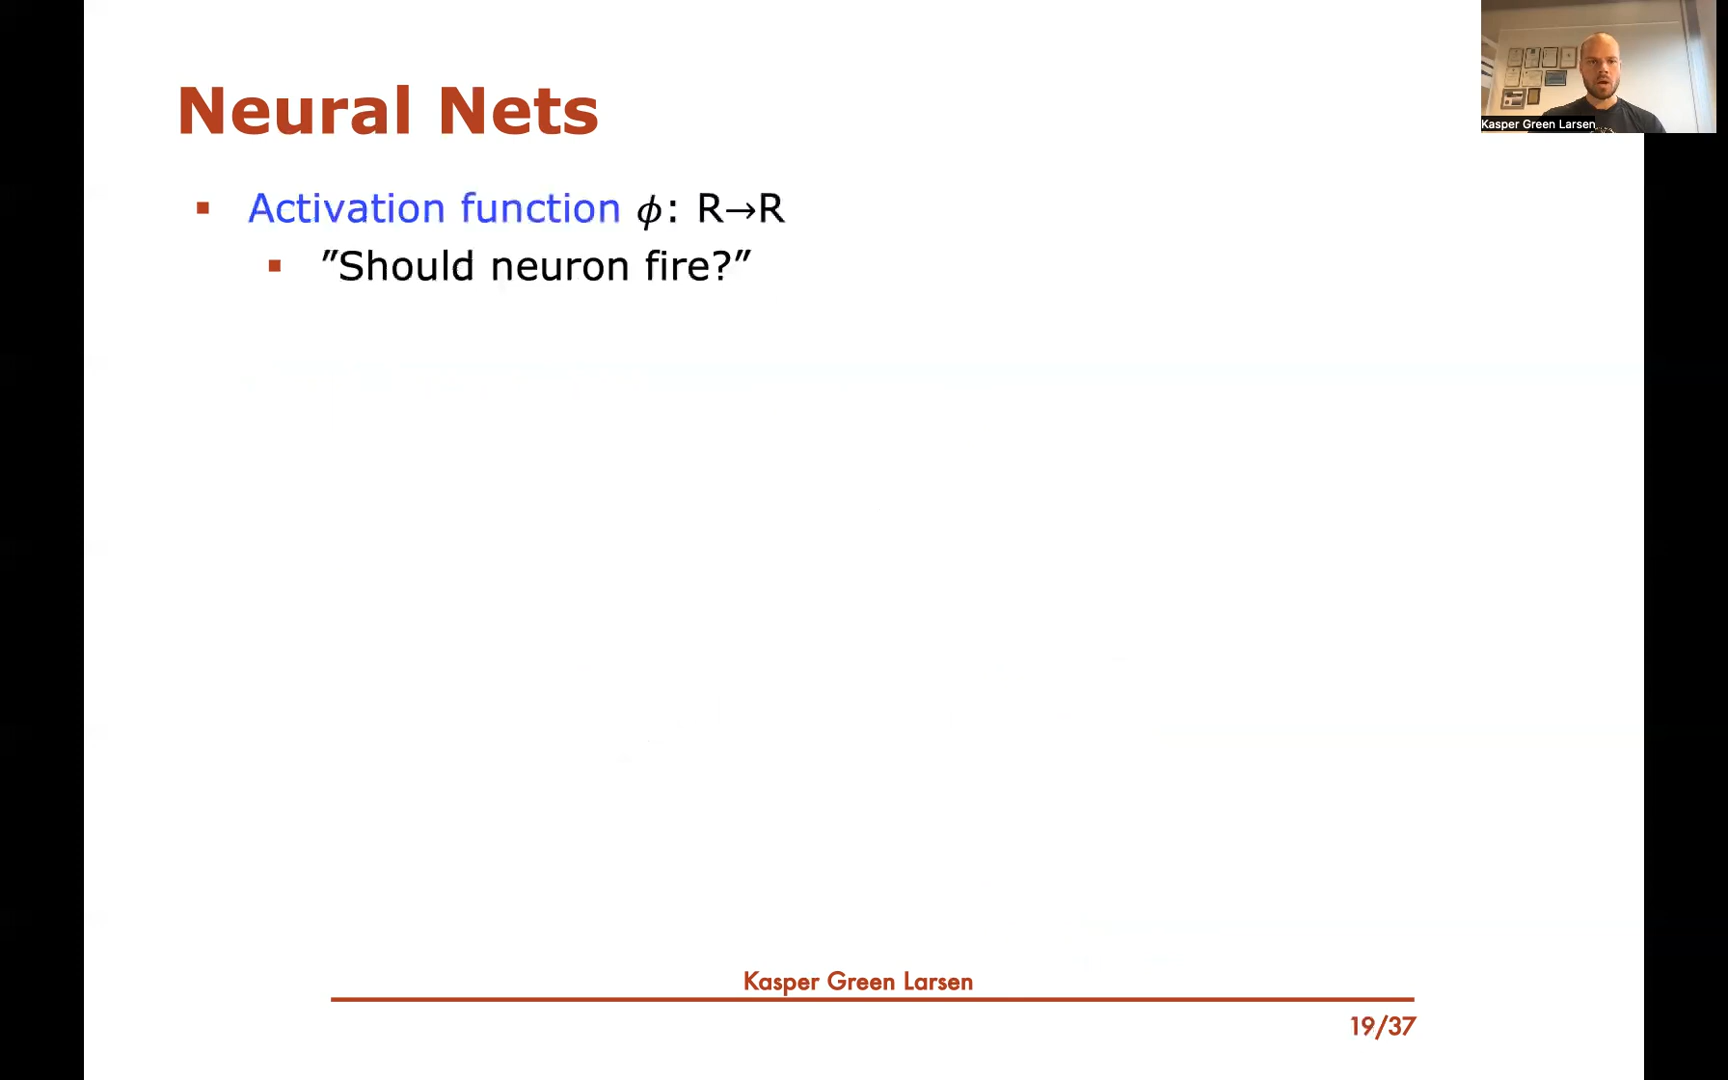 Neural Nets
Kasper Green Larsen
▪ Activation function ϕ: R→R
▪ ”Should neuron fire?”
Kasper Green Larsen
19/37